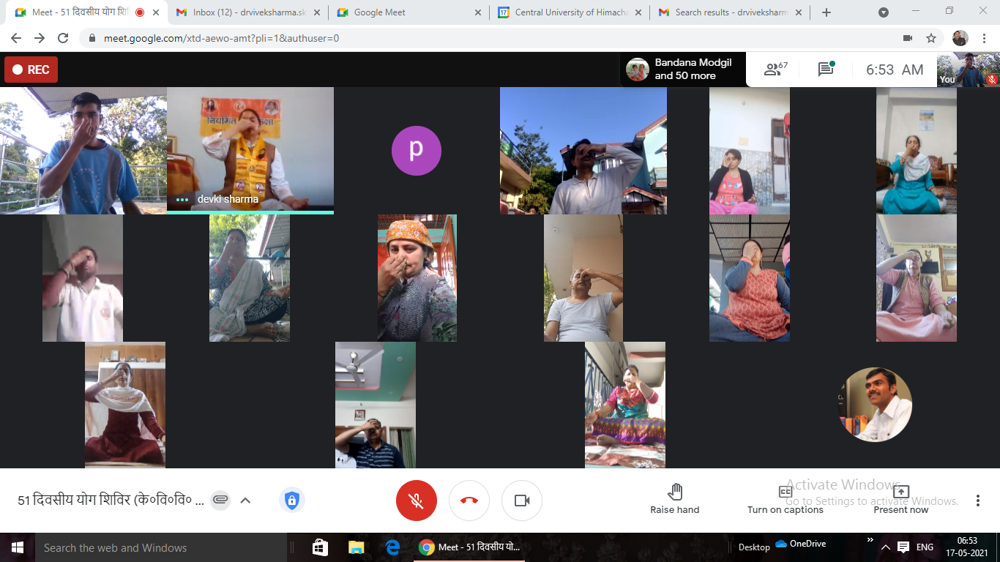 Meet - 51 दिवसीय योग शि
Inbox (12) - drviveksharma.sk
Google Meet
17
Central University of Himacha
Search results - drviveksharm
meet.google.com/xtd-aewo-amt?pli=1&authuser=0
REC
Bandana Modgil
and 50 more
67
6:53 AM
You
नियमित
devki sharma
p
51 दिवसीय योग शिविर (के०वि०वि० ...
Raise hand
Turn on captions
Present now
Activate Windows
Go to Settings to activate Windows.
Search the web and Windows
Meet - 51 दिवसीय यो...
Desktop
OneDrive
ENG
06:53
17-05-2021